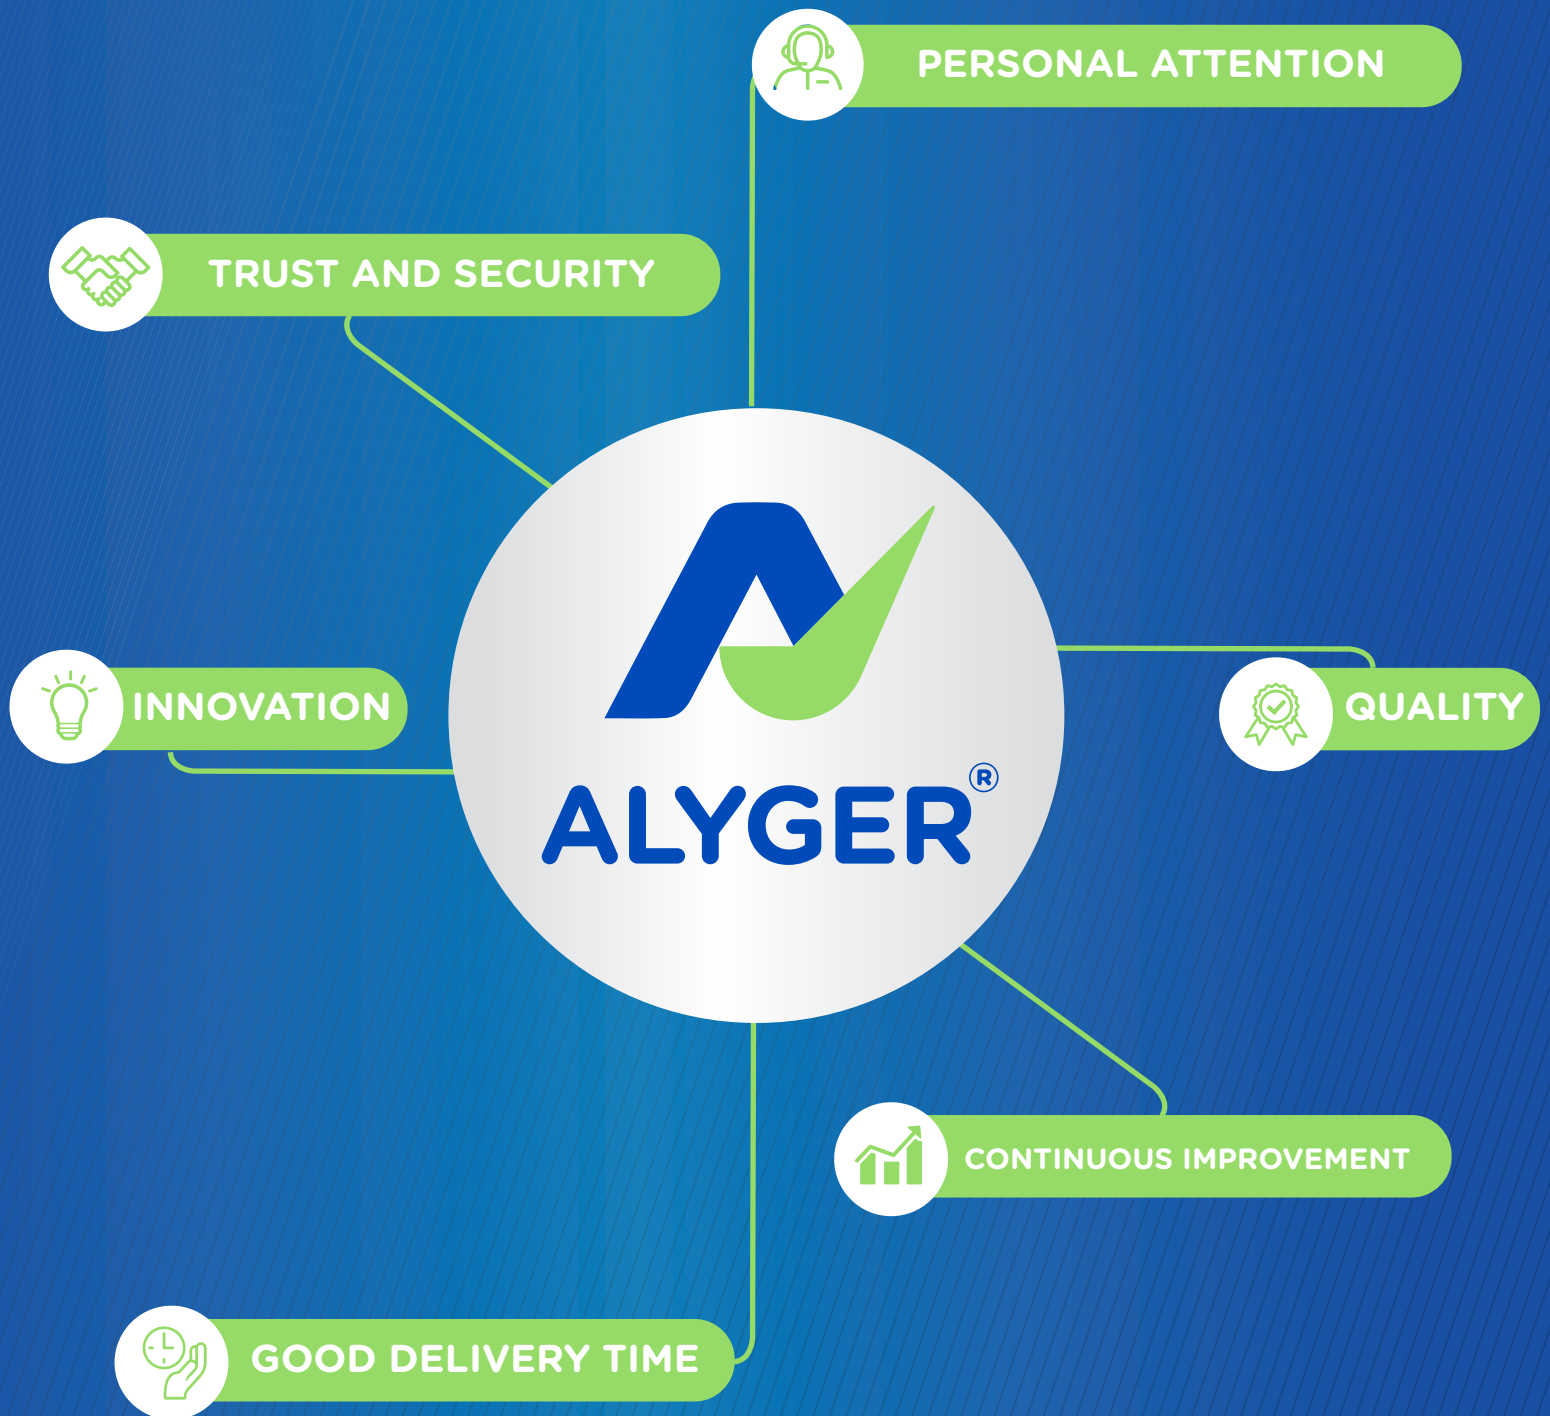 PERSONAL ATTENTION
TRUST AND SECURITY
INNOVATION
QUALITY
ALYGER®
CONTINUOUS IMPROVEMENT
GOOD DELIVERY TIME